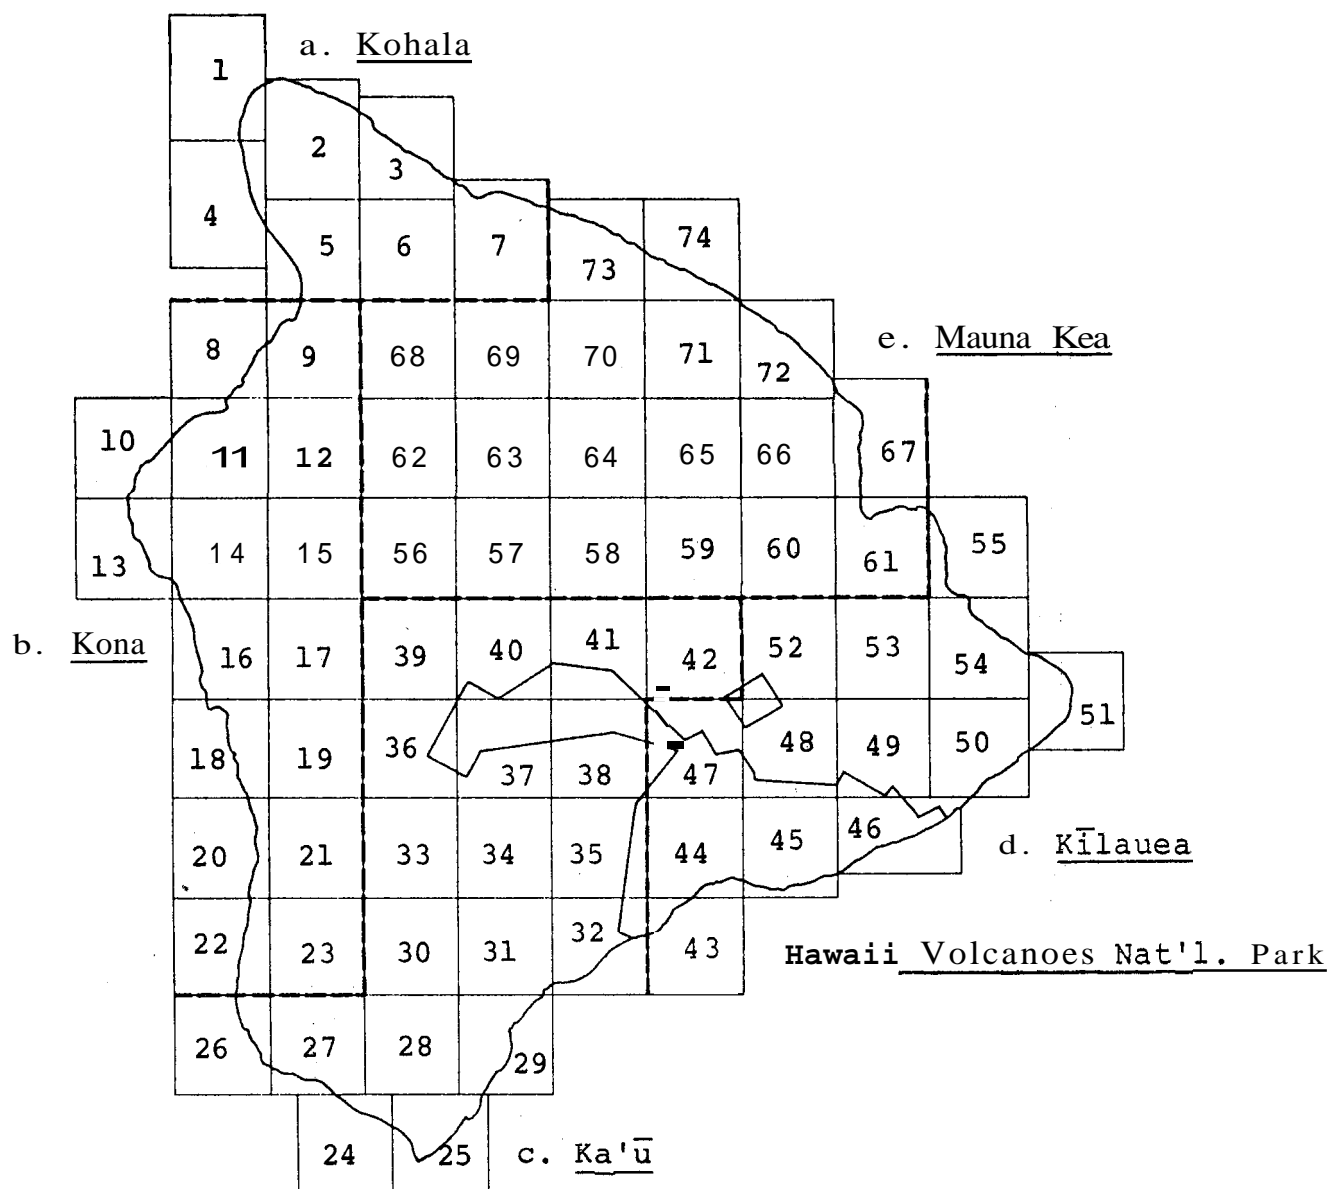 a. Kohala
1
2
3
4
5 6 7 73 74
8 9 68 69 70 71 72
e. Mauna Kea
10 11 12 62 63 64 65 66 67
13 14 15 56 57 58 59 60 61 55
b. Kona
16 17 39 40 41 42 52 53 54
18 19 36 37 38 47 48 49 50 51
20 21 33 34 35 44 45 46
d. Kīlauea
22 23 30 31 32 43
Hawaii Volcanoes Nat'l. Park
26 27 28 29
24 25
c. Ka'ū